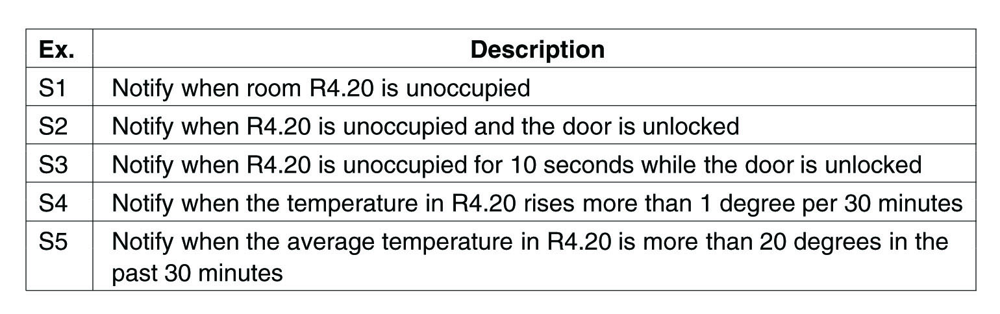 Ex. Description
S1 Notify when room R4.20 is unoccupied
S2 Notify when R4.20 is unoccupied and the door is unlocked
S3 Notify when R4.20 is unoccupied for 10 seconds while the door is unlocked
S4 Notify when the temperature in R4.20 rises more than 1 degree per 30 minutes
S5 Notify when the average temperature in R4.20 is more than 20 degrees in the
past 30 minutes